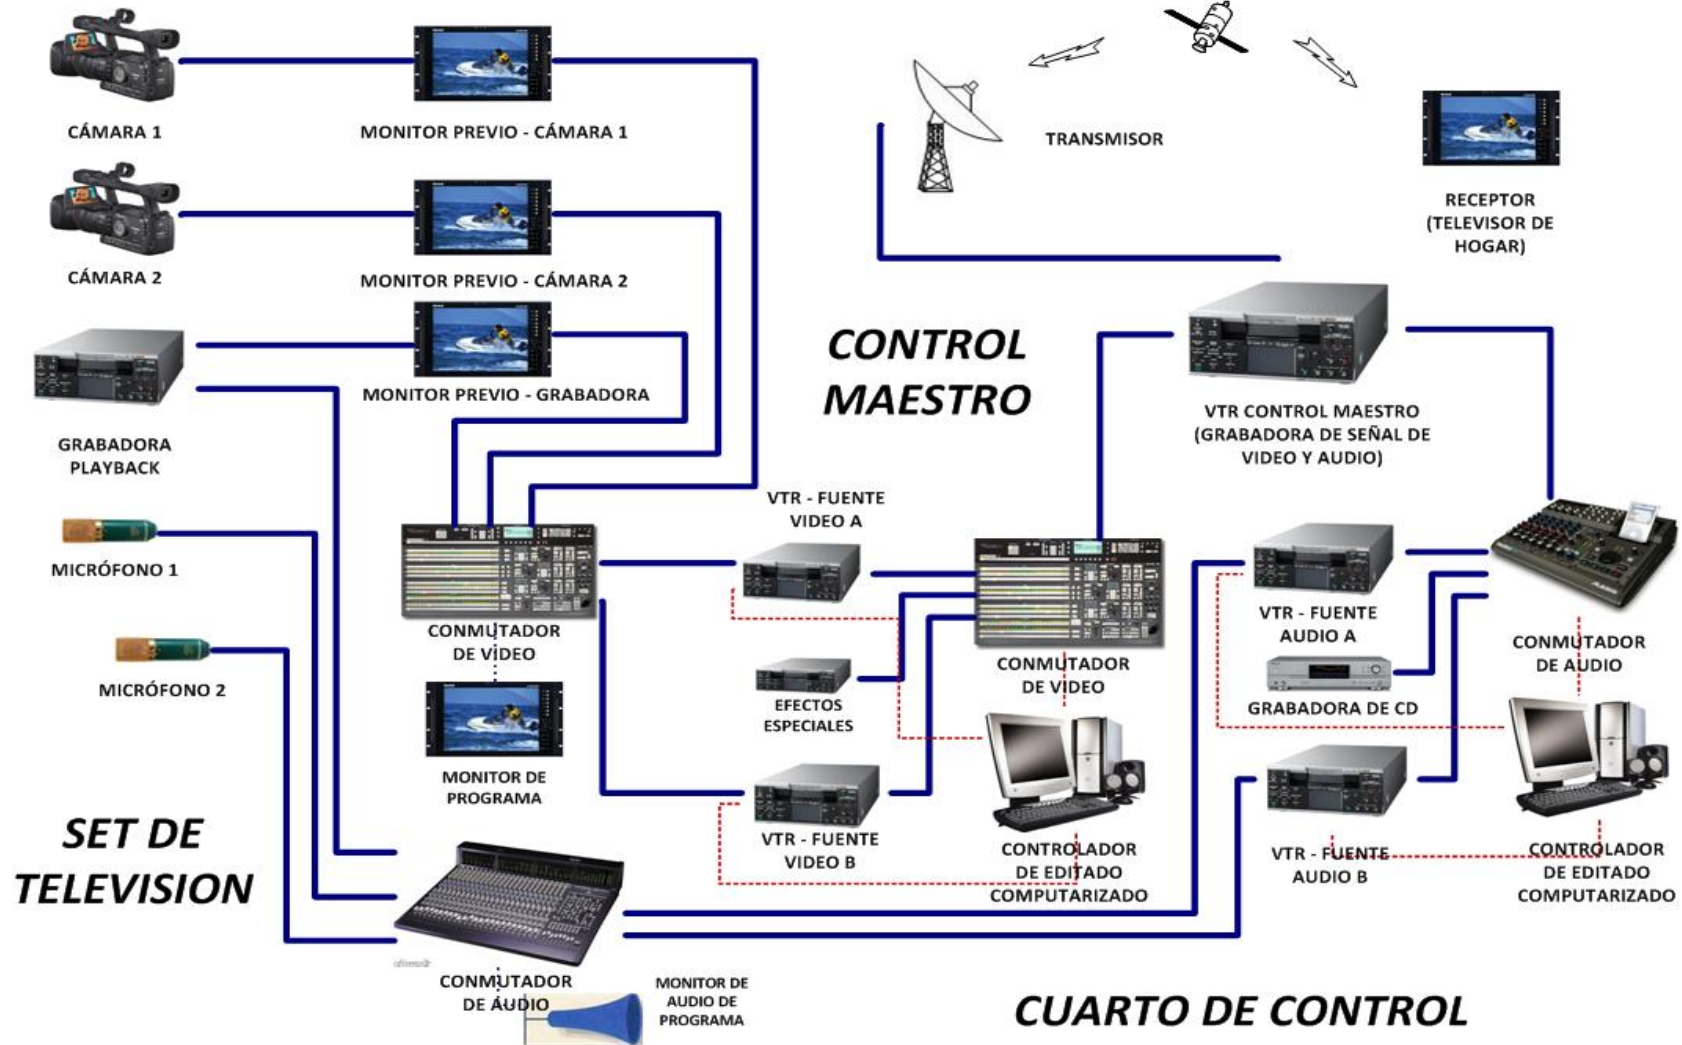 CÁMARA 1
MONITOR PREVIO - CÁMARA 1
TRANSMISOR
RECEPTOR
(TELEVISOR DE
HOGAR)
CÁMARA 2
MONITOR PREVIO - CÁMARA 2
CONTROL
MAESTRO
MONITOR PREVIO - GRABADORA
GRABADORA
PLAYBACK
VTR CONTROL MAESTRO
(GRABADORA DE SEÑAL DE
VIDEO Y AUDIO)
VTR - FUENTE
VIDEO A
MICRÓFONO 1
CONMUTADOR
DE VIDEO
VTR - FUENTE
AUDIO A
CONMUTADOR
DE AUDIO
CONMUTADOR
DE VIDEO
MICRÓFONO 2
EFECTOS
ESPECIALES
GRABADORA DE CD
MONITOR DE
PROGRAMA
SET DE
TELEVISION
VTR - FUENTE
VIDEO B
CONTROLADOR
DE EDITADO
COMPUTARIZADO
VTR - FUENTE
AUDIO B
CONTROLADOR
DE EDITADO
COMPUTARIZADO
CONMUTADOR
DE AUDIO
MONITOR DE
AUDIO DE
PROGRAMA
CUARTO DE CONTROL